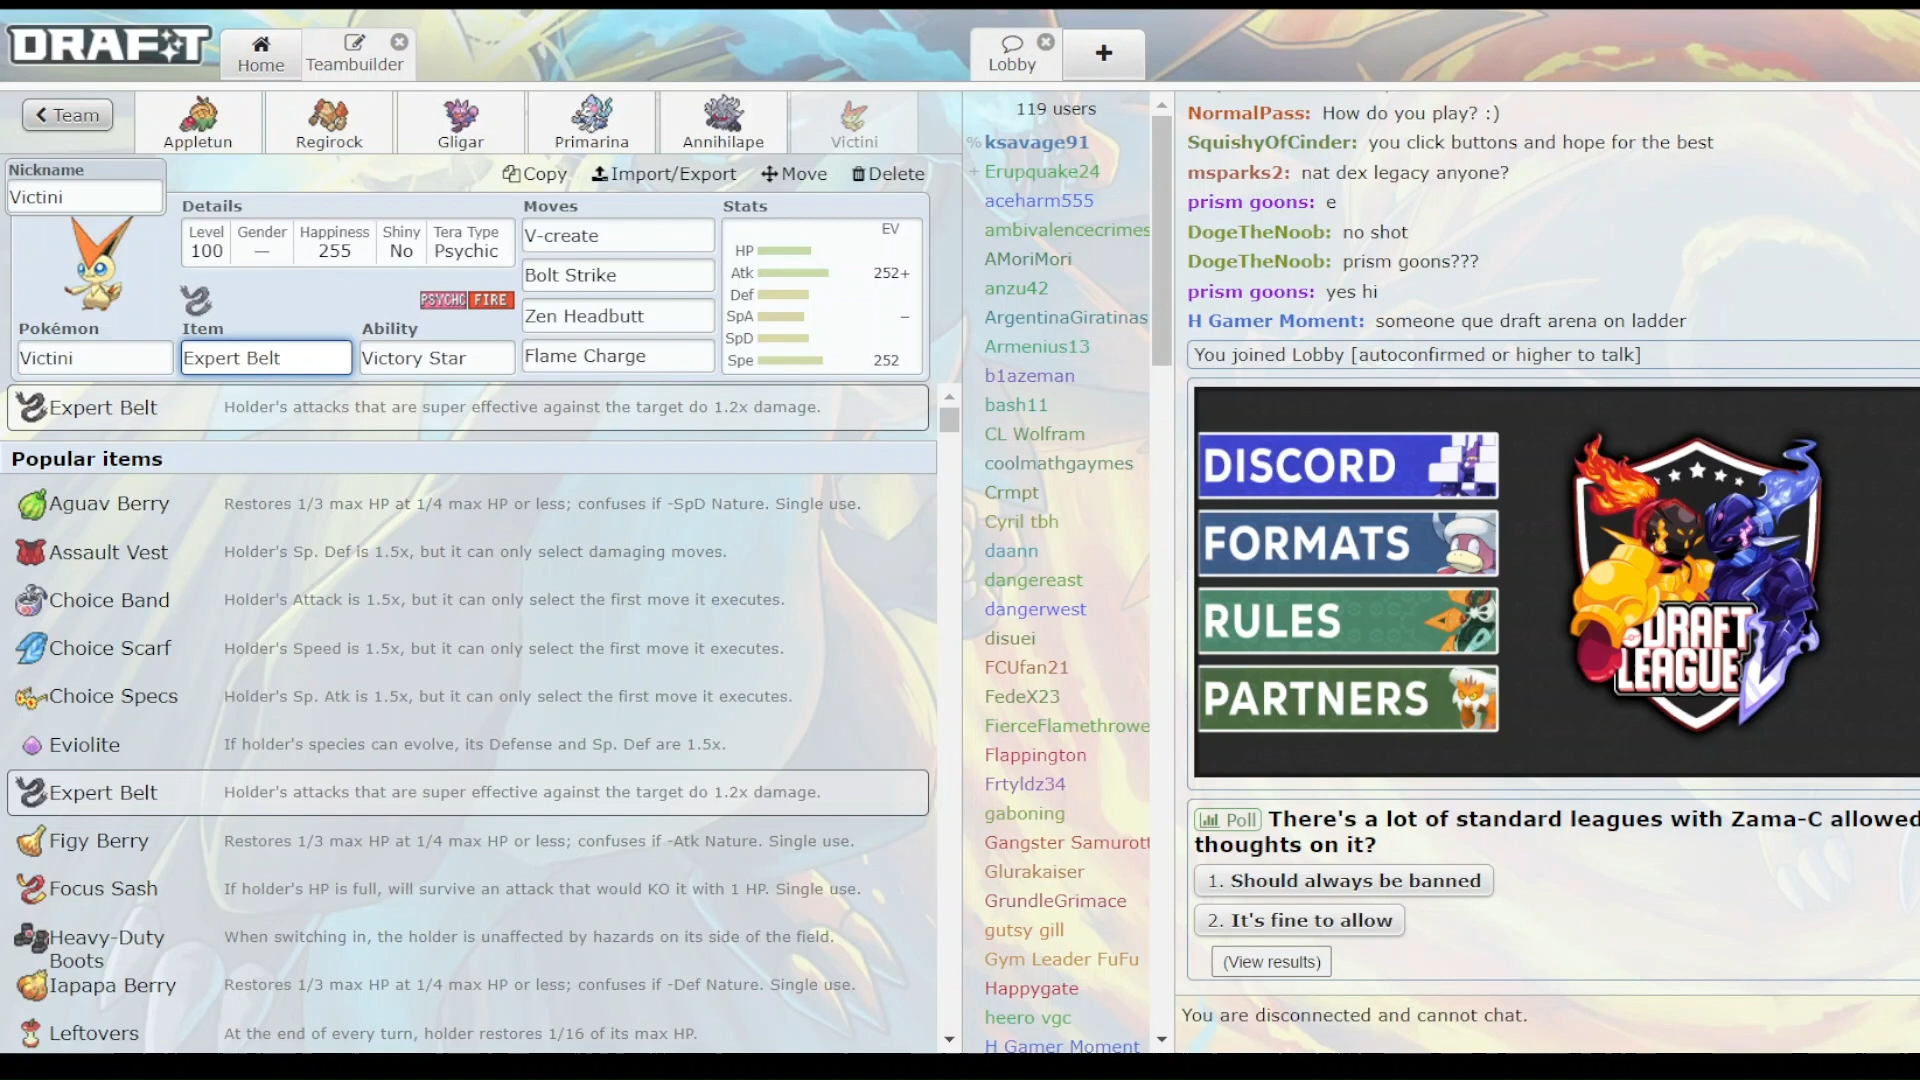 DRAFT
Home
Teambuilder
Lobby
+
Team
Appletun
Regirock
Gligar
Primarina
Annihilape
Victini
Nickname
Victini
Copy
Import/Export
Move
Delete
Details
Moves
Stats
Level
100
Gender
—
Happiness
255
Shiny
No
Tera Type
Psychic
V-create
Bolt Strike
Zen Headbutt
Flame Charge
EV
HP
Atk 252+
Def
SpA –
SpD
Spe 252
PSYCHC FIRE
Pokémon
Victini
Item
Expert Belt
Ability
Victory Star
Expert Belt Holder's attacks that are super effective against the target do 1.2x damage.
Popular items
Aguav Berry Restores 1/3 max HP at 1/4 max HP or less; confuses if -SpD Nature. Single use.
Assault Vest Holder's Sp. Def is 1.5x, but it can only select damaging moves.
Choice Band Holder's Attack is 1.5x, but it can only select the first move it executes.
Choice Scarf Holder's Speed is 1.5x, but it can only select the first move it executes.
Choice Specs Holder's Sp. Atk is 1.5x, but it can only select the first move it executes.
Eviolite If holder's species can evolve, its Defense and Sp. Def are 1.5x.
Expert Belt Holder's attacks that are super effective against the target do 1.2x damage.
Figy Berry Restores 1/3 max HP at 1/4 max HP or less; confuses if -Atk Nature. Single use.
Focus Sash If holder's HP is full, will survive an attack that would KO it with 1 HP. Single use.
Heavy-Duty
Boots When switching in, the holder is unaffected by hazards on its side of the field.
Iapapa Berry Restores 1/3 max HP at 1/4 max HP or less; confuses if -Def Nature. Single use.
Leftovers At the end of every turn, holder restores 1/16 of its max HP.
119 users
%ksavage91
+Erupquake24
aceharm555
ambivalencecrimes
AMoriMori
anzu42
ArgentinaGiratinas
Armenius13
b1azeman
bash11
CL Wolfram
coolmathgaymes
Crmpt
Cyril tbh
daann
dangereast
dangerwest
disuei
FCUfan21
FedeX23
FierceFlamethrowe
Flappington
Frtyldz34
gaboning
Gangster Samurott
Glurakaiser
GrundleGrimace
gutsy gill
Gym Leader FuFu
Happygate
heero vgc
H Gamer Moment
NormalPass: How do you play? :)
SquishyOfCinder: you click buttons and hope for the best
msparks2: nat dex legacy anyone?
prism goons: e
DogeTheNoob: no shot
DogeTheNoob: prism goons???
prism goons: yes hi
H Gamer Moment: someone que draft arena on ladder
You joined Lobby [autoconfirmed or higher to talk]
DISCORD
FORMATS
RULES
PARTNERS
DRAFT
LEAGUE
Poll There's a lot of standard leagues with Zama-C allowed
thoughts on it?
1. Should always be banned
2. It's fine to allow
(View results)
You are disconnected and cannot chat.